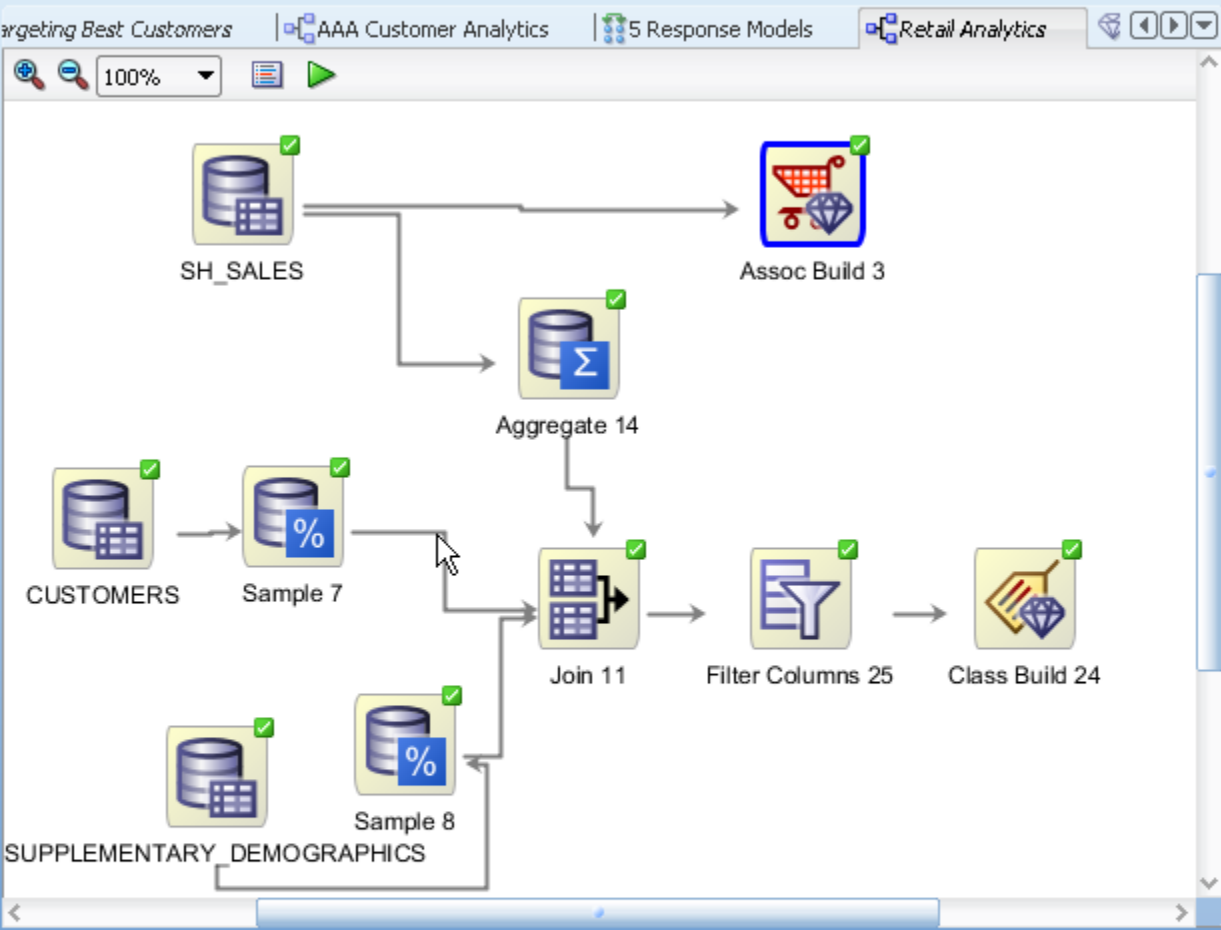 argeting Best Customers
AAA Customer Analytics
5 Response Models
Retail Analytics
100%
SH_SALES
Assoc Build 3
Σ
Aggregate 14
%
CUSTOMERS
Sample 7
Join 11
Filter Columns 25
Class Build 24
%
Sample 8
SUPPLEMENTARY_DEMOGRAPHICS